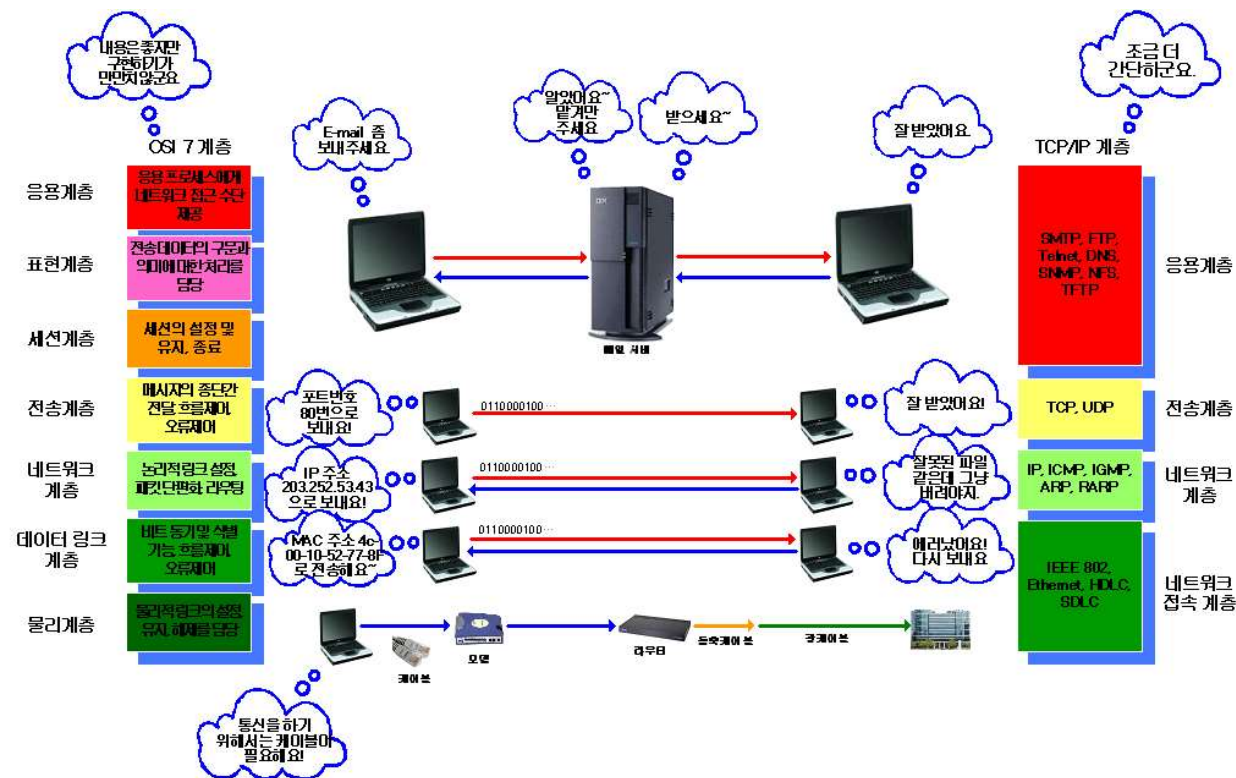 내용은 좋지만
구현하기가
만만치 않군요
조금 더
간단하군요.
알았어요~
맡겨만
주세요
받으세요~
E-mail 좀
보내 주세요.
잘 받았어요.
OSI 7 계층
TCP/IP 계층
응용계층
응용 프로세스에게
네트워크 접근 수단
제공
표현계층
전송 데이터의 구문과
의미에 대한 처리를
담당
세션계층
세션의 설정 및
유지, 종료
메일 서버
SMTP, FTP,
Telnet, DNS,
SNMP, NFS,
TFTP
응용계층
전송계층
메시지의 종단간
전달, 흐름제어,
오류제어
포트번호
80번으로
보내요!
0110000100…
잘 받았어요!
TCP, UDP
전송계층
네트워크
계층
논리적 링크 설정,
패킷 단편화, 라우팅
IP 주소
203.252.53.43
으로 보내요!
0110000100…
잘못된 파일
같은데 그냥
버려야지.
IP, ICMP, IGMP,
ARP, RARP
네트워크
계층
데이터 링크
계층
비트 동기 및 식별
기능, 흐름제어,
오류제어
MAC 주소 4c-
00-10-52-77-8F
로 전송해요~
0110000100…
에러났어요!
다시 보내요
IEEE 802,
Ethernet, HDLC,
SDLC
네트워크
접속 계층
물리계층
물리적 링크의 설정,
유지, 해제를 담당
케이블
모뎀
라우터
동축케이블
광케이블
통신을 하기
위해서는 케이블이
필요해요!